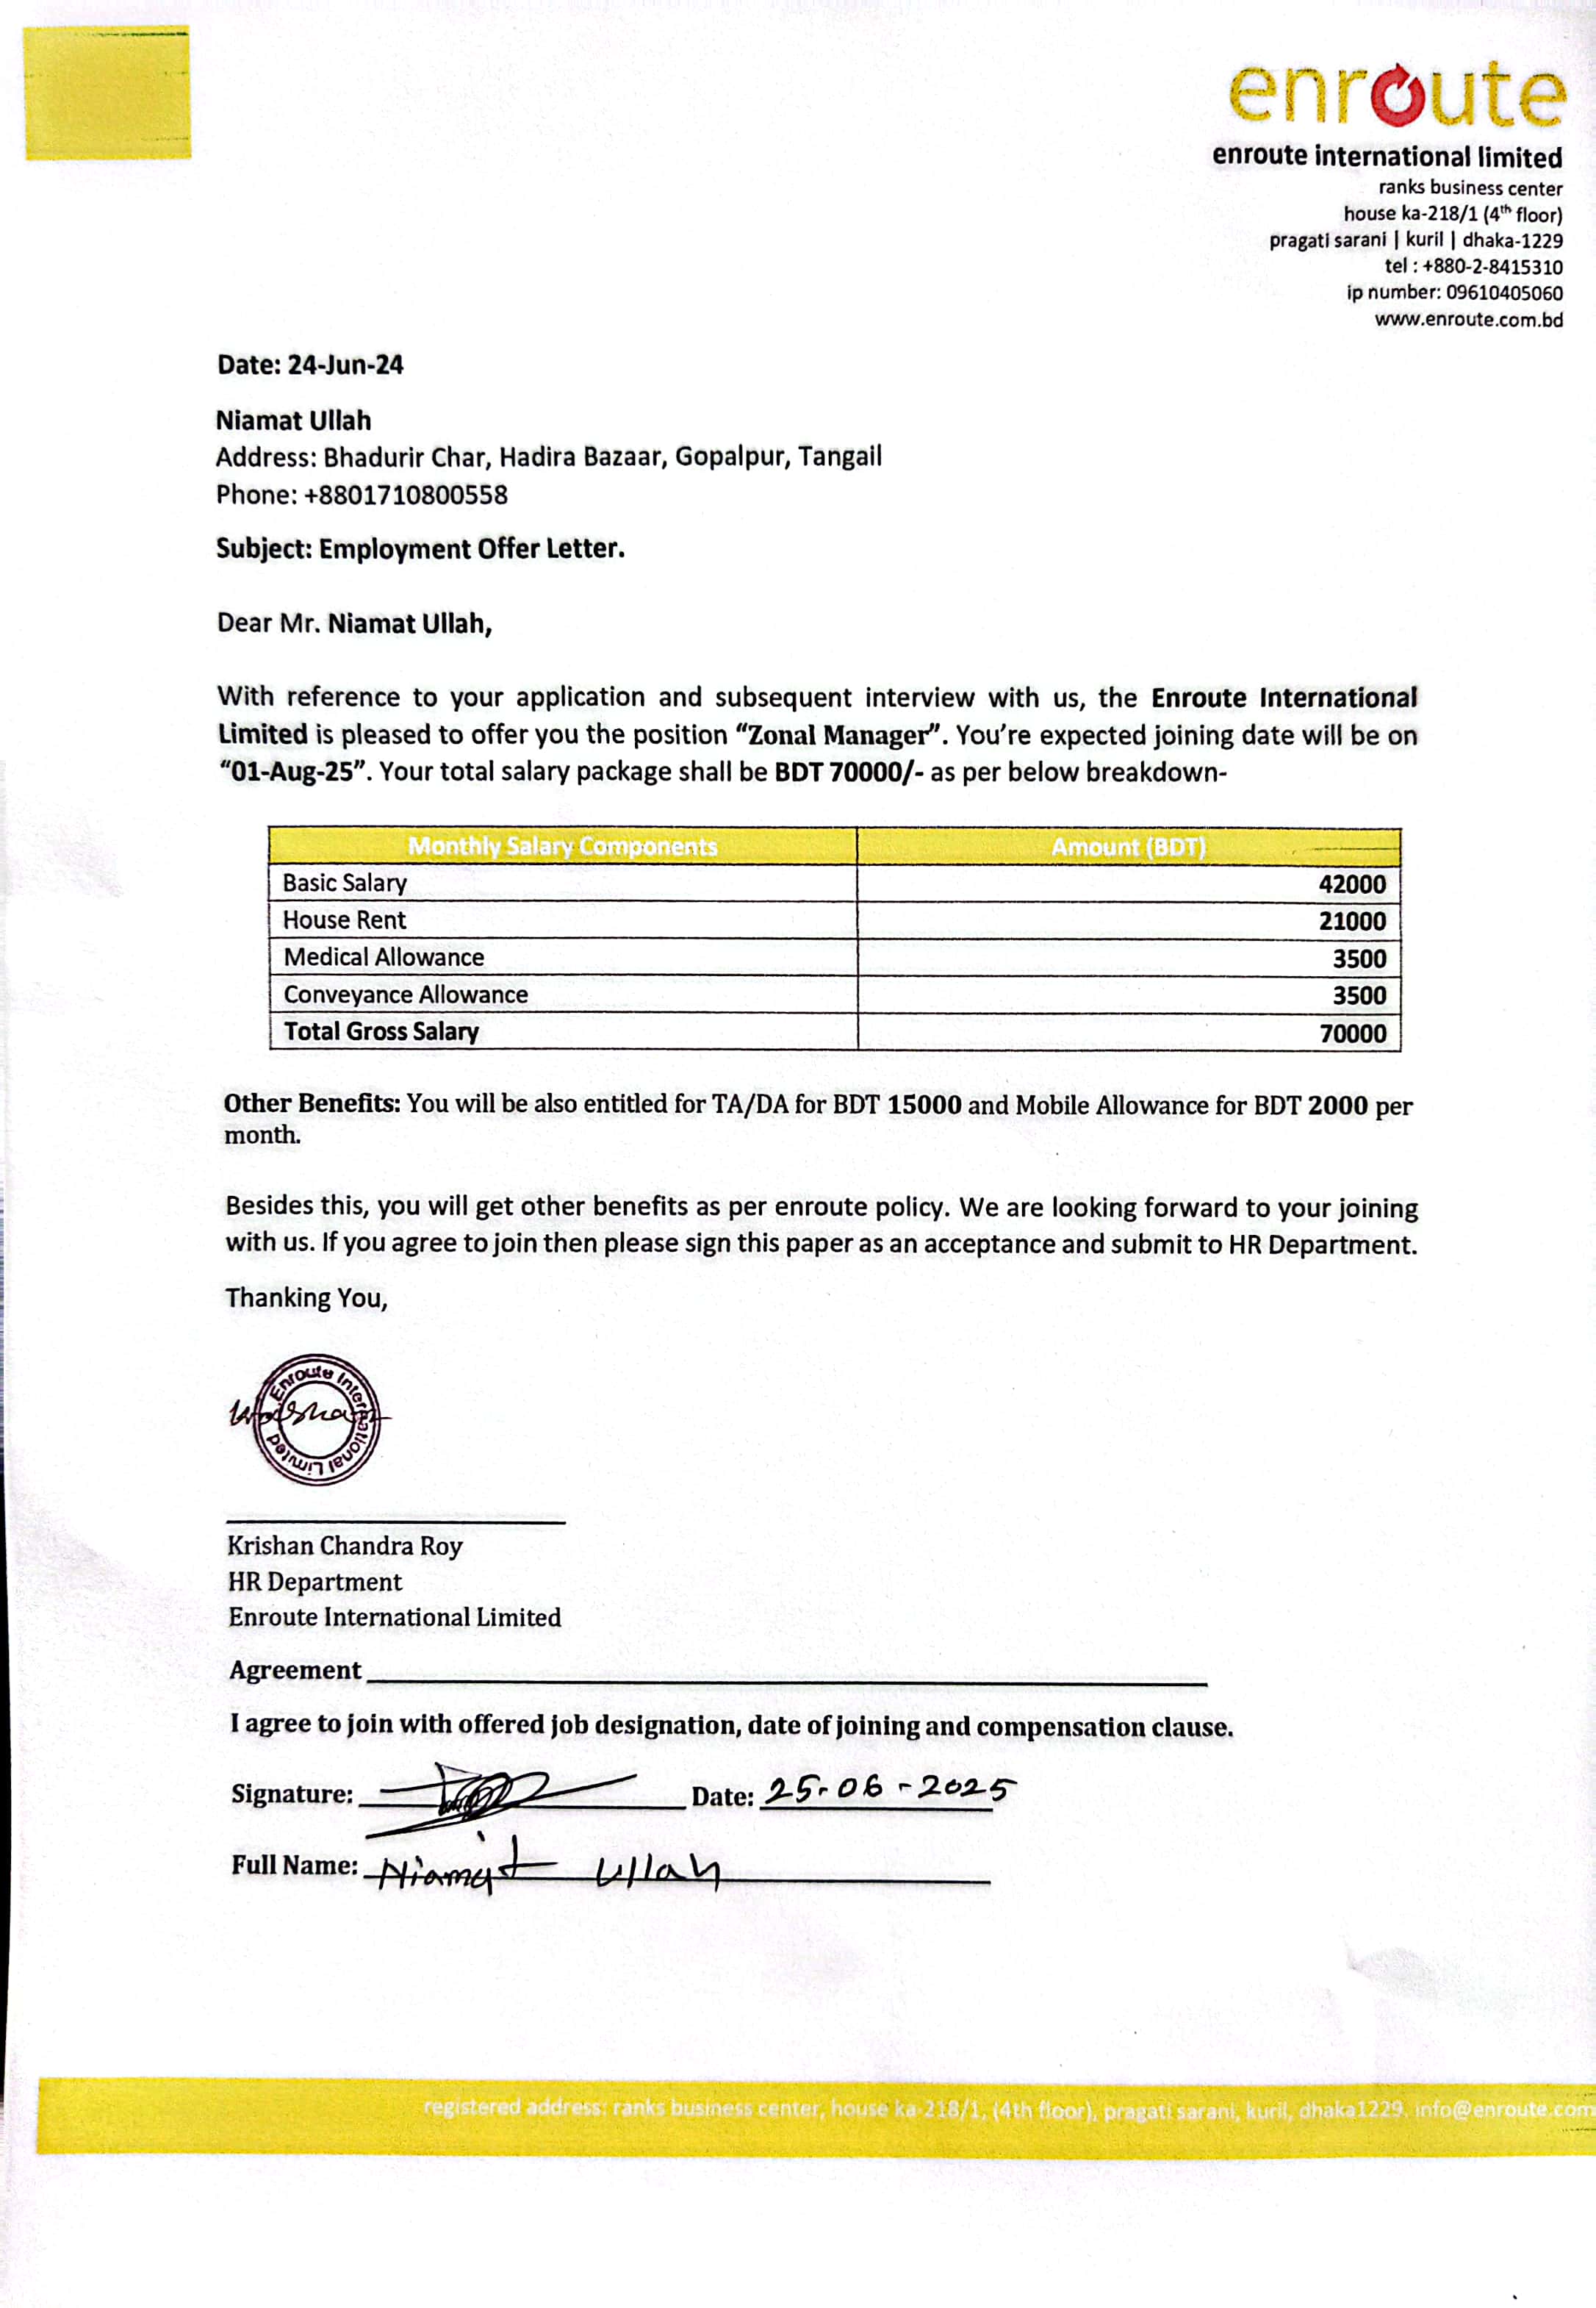 enroute
enroute international limited
ranks business center
house ka-218/1 (4th floor)
pragati sarani | kuril | dhaka-1229
tel : +880-2-8415310
ip number: 09610405060
www.enroute.com.bd
Date: 24-Jun-24
Niamat Ullah
Address: Bhadurir Char, Hadira Bazaar, Gopalpur, Tangail
Phone: +8801710800558
Subject: Employment Offer Letter.
Dear Mr. Niamat Ullah,
With reference to your application and subsequent interview with us, the Enroute International
Limited is pleased to offer you the position “Zonal Manager”. You’re expected joining date will be on
“01-Aug-25”. Your total salary package shall be BDT 70000/- as per below breakdown-
Monthly Salary Components Amount (BDT)
Basic Salary 42000
House Rent 21000
Medical Allowance 3500
Conveyance Allowance 3500
Total Gross Salary 70000
Other Benefits: You will be also entitled for TA/DA for BDT 15000 and Mobile Allowance for BDT 2000 per
month.
Besides this, you will get other benefits as per enroute policy. We are looking forward to your joining
with us. If you agree to join then please sign this paper as an acceptance and submit to HR Department.
Thanking You,
Enroute International Limited
Krishan Chandra Roy
HR Department
Enroute International Limited
Agreement
I agree to join with offered job designation, date of joining and compensation clause.
Signature: Date: 25-06-2025
Full Name: Niamat Ullah
registered address: ranks business center, house ka-218/1, (4th floor), pragati sarani, kuril, dhaka1229. info@enroute.com